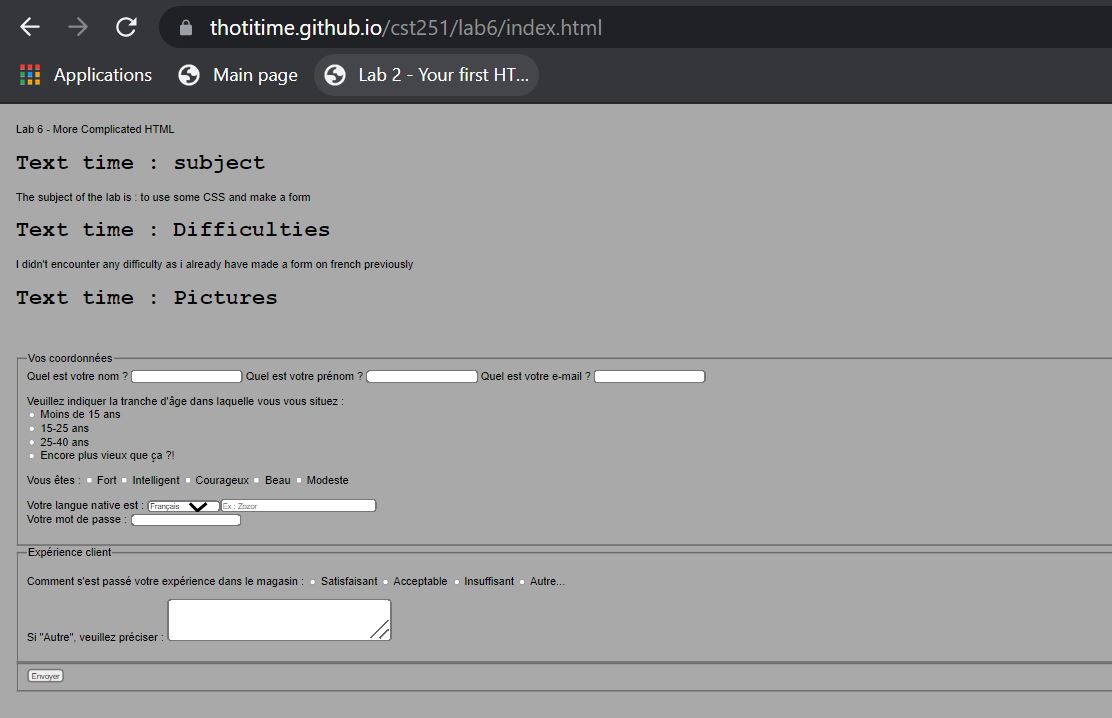 thotitime.github.io/cst251/lab6/index.html
Applications Main page Lab 2 - Your first HT...
Lab 6 - More Complicated HTML
Text time : subject
The subject of the lab is : to use some CSS and make a form
Text time : Difficulties
I didn't encounter any difficulty as i already have made a form on french previously
Text time : Pictures
Vos coordonnées
Quel est votre nom ? Quel est votre prénom ? Quel est votre e-mail ?
Veuillez indiquer la tranche d'âge dans laquelle vous vous situez :
Moins de 15 ans
15-25 ans
25-40 ans
Encore plus vieux que ça ?!
Vous êtes : Fort Intelligent Courageux Beau Modeste
Votre langue native est : Français Ex : Zozor
Votre mot de passe :
Expérience client
Comment s'est passé votre expérience dans le magasin : Satisfaisant Acceptable Insuffisant Autre...
Si "Autre", veuillez préciser :
Envoyer